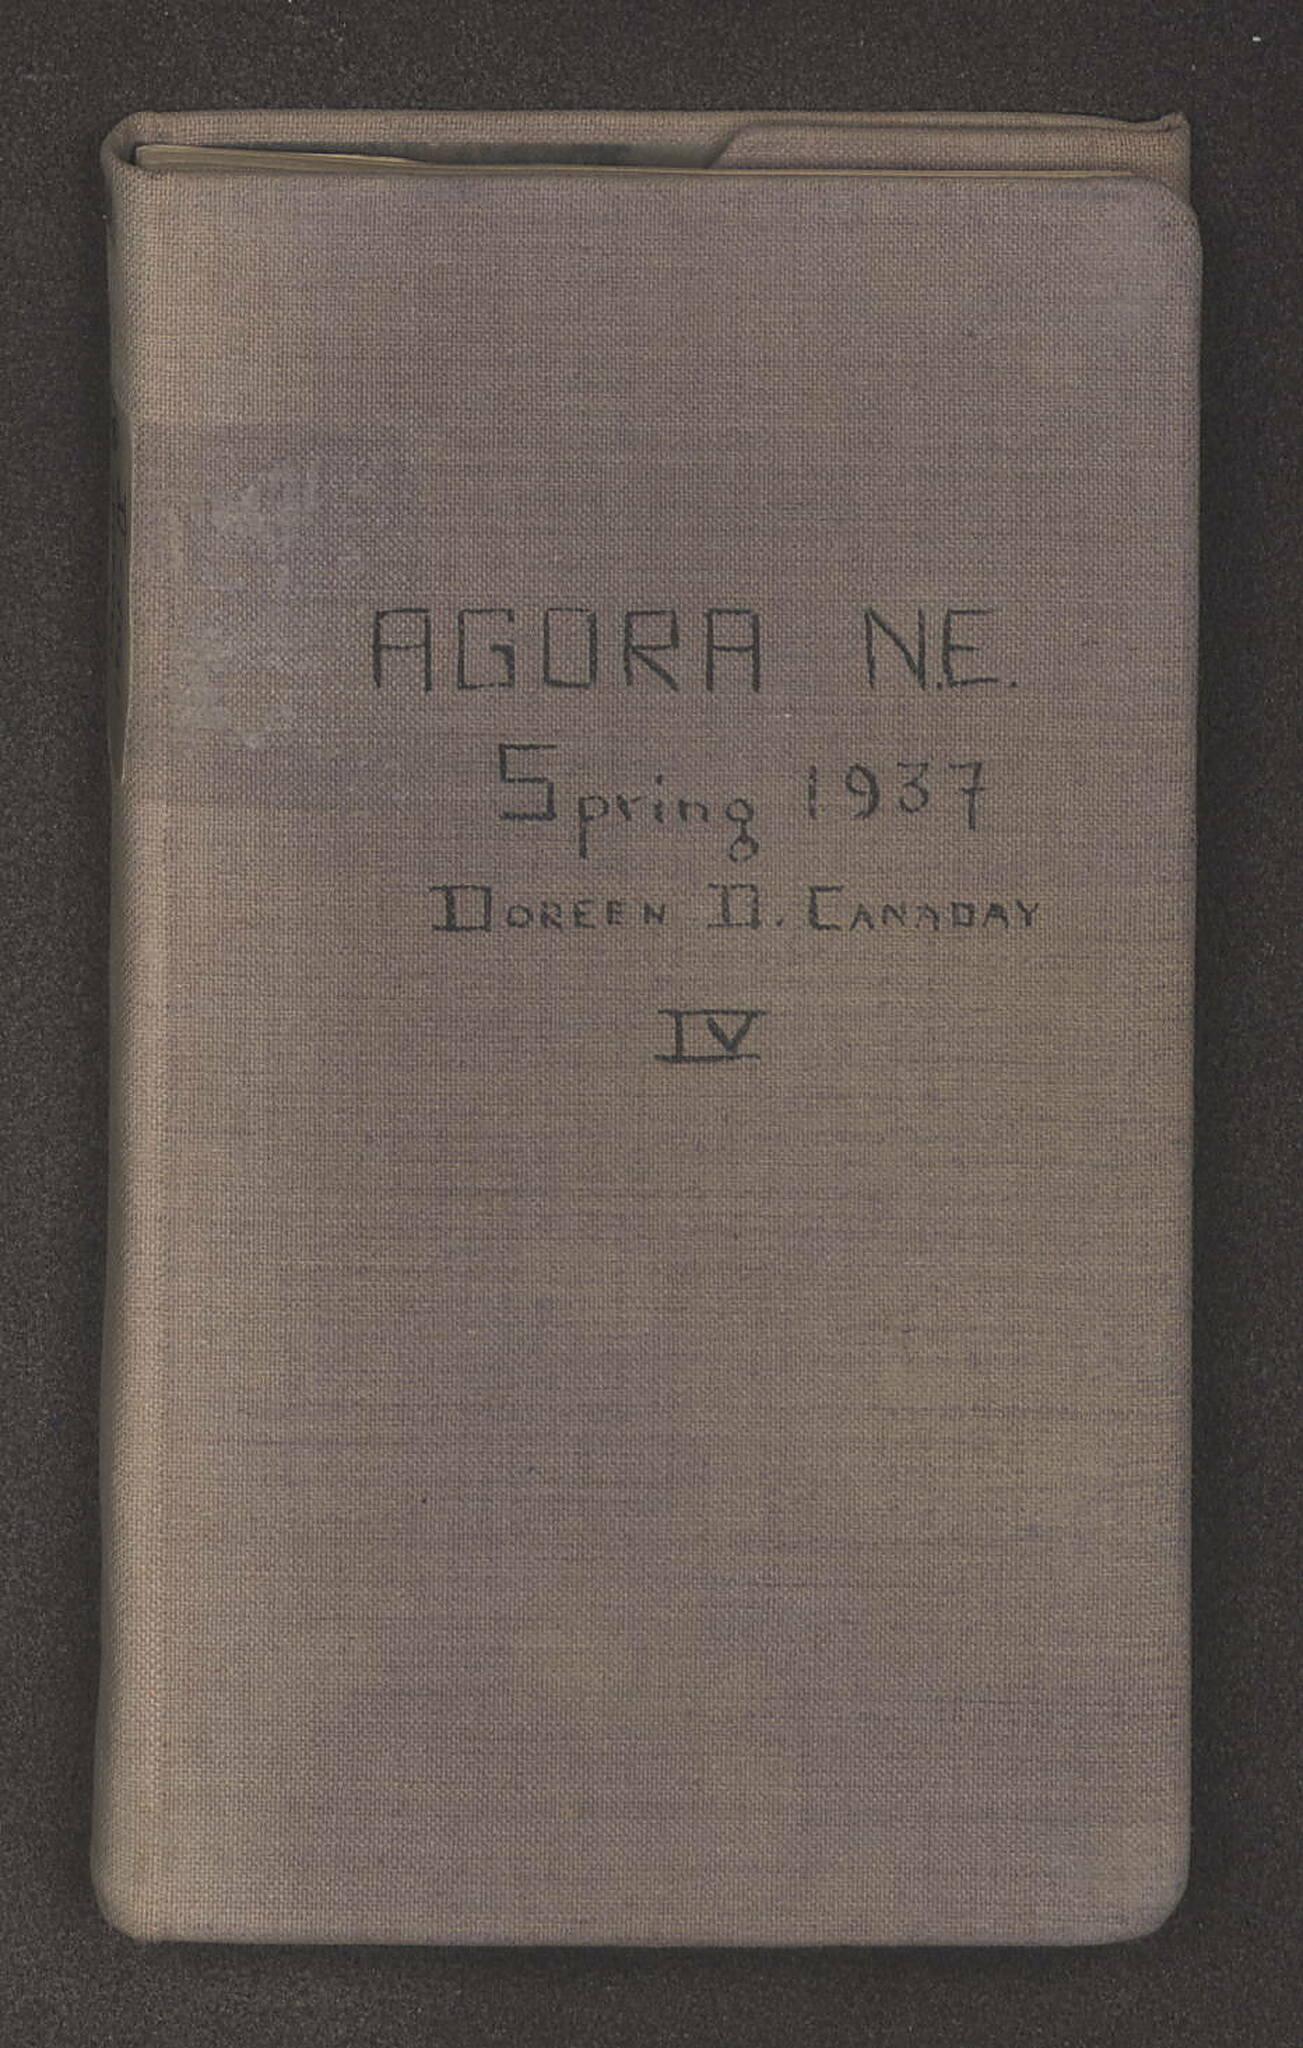 AGORA N.E.
Spring 1937
DOREEN D. CANADAY
IV